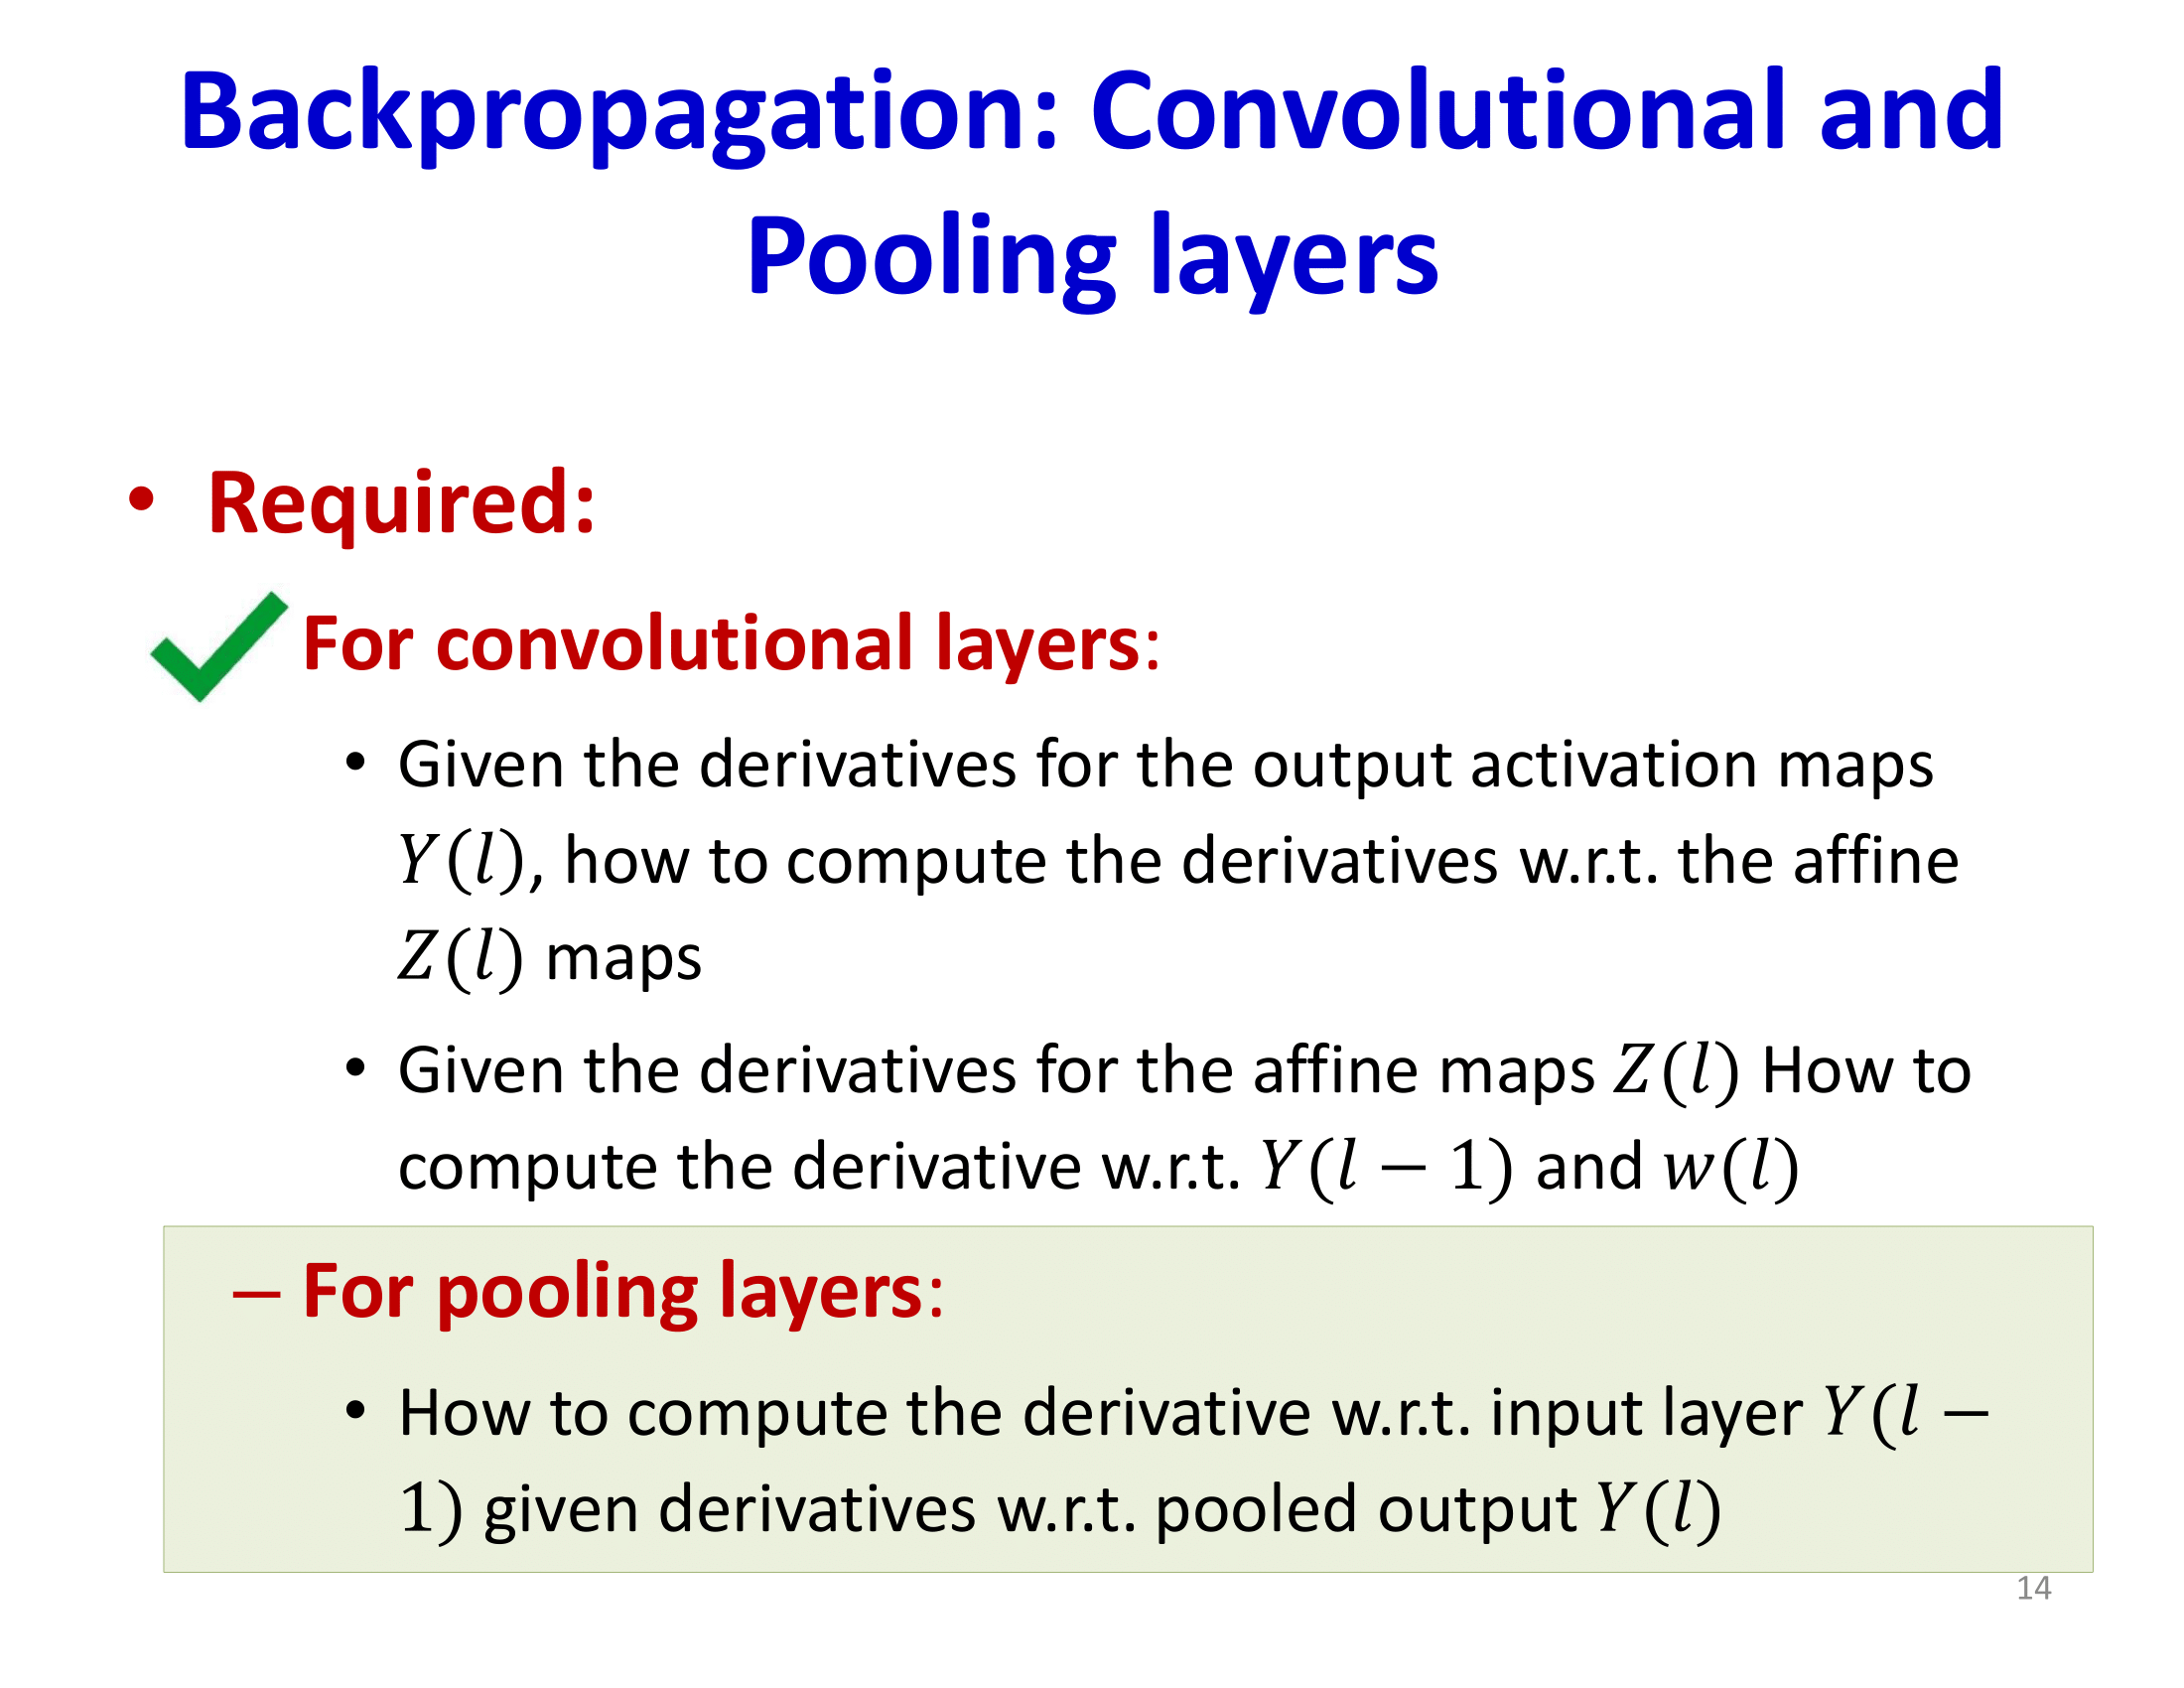 Backpropagation: Convolutional and
Pooling layers
• Required:
For convolutional layers:
• Given the derivatives for the output activation maps
Y(l), how to compute the derivatives w.r.t. the affine
Z(l) maps
• Given the derivatives for the affine maps Z(l) How to
compute the derivative w.r.t. Y(l − 1) and w(l)
– For pooling layers:
• How to compute the derivative w.r.t. input layer Y(l −
1) given derivatives w.r.t. pooled output Y(l)
14